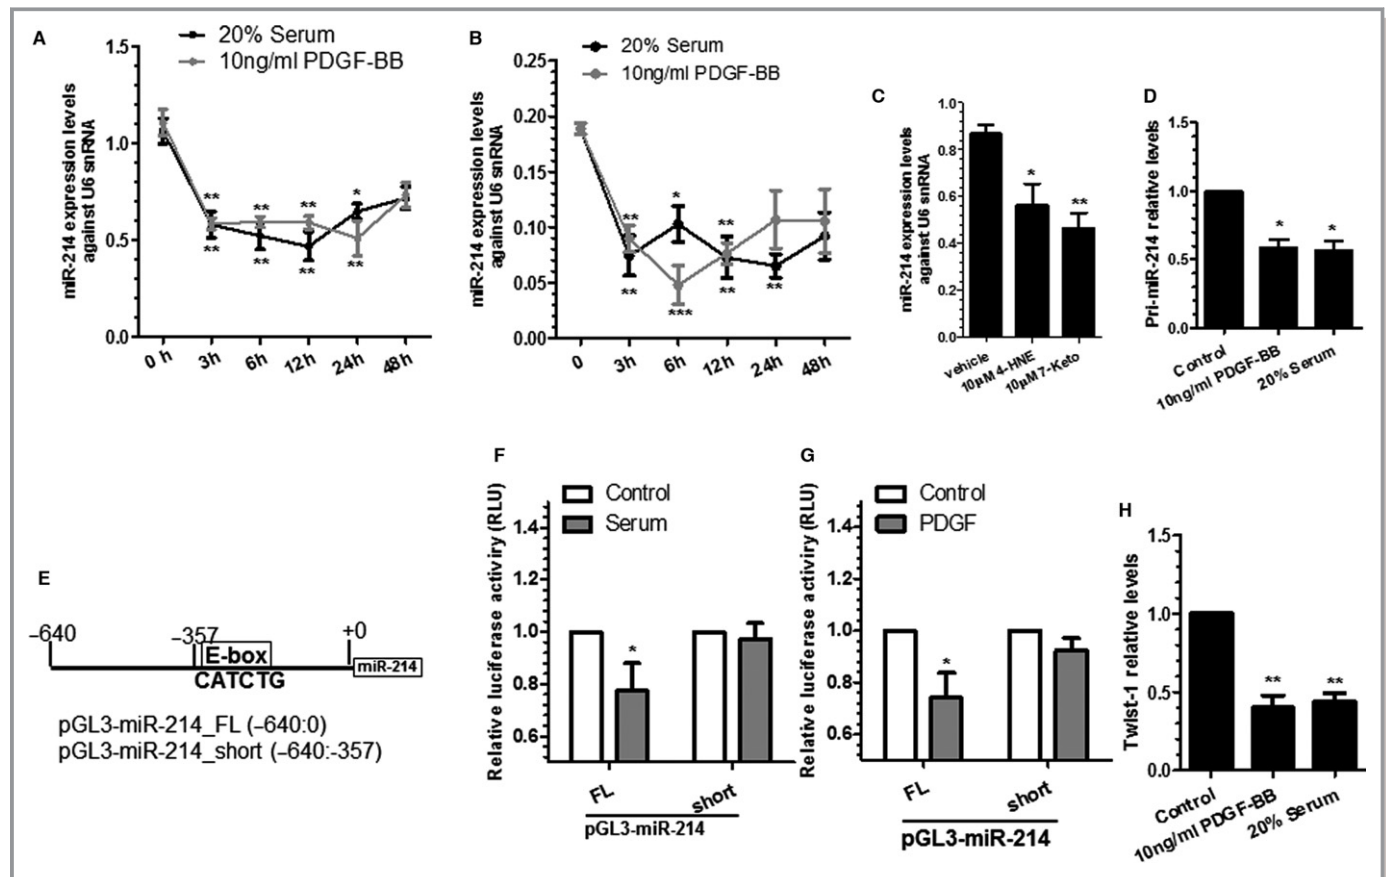 A
20% Serum
10ng/ml PDGF-BB
miR-214 expression levels
against U6 snRNA
1.5
1.0
0.5
0.0
**
**
**
*
**
**
**
**
0 h
3h
6h
12h
24h
48h
B
20% Serum
10ng/ml PDGF-BB
miR-214 expression levels
against U6 snRNA
0.25
0.20
0.15
0.10
0.05
0.00
**
*
**
**
***
**
**
0
3h
6h
12h
24h
48h
C
miR-214 expression levels
against U6 snRNA
1.0
0.8
0.6
0.4
0.2
0.0
*
**
vehicle
10µM 4-HNE
10µM 7-Keto
D
Pri-miR-214 relative levels
1.5
1.0
0.5
0.0
*
*
Control
10ng/ml PDGF-BB
20% Serum
E
–640
–357
+0
E-box
miR-214
CATCTG
pGL3-miR-214_FL (–640:0)
pGL3-miR-214_short (–640:-357)
F
Control
Serum
Relative luciferase activiry (RLU)
1.4
1.2
1.0
0.8
0.6
*
FL
short
pGL3-miR-214
G
Control
PDGF
Relative luciferase activiry (RLU)
1.4
1.2
1.0
0.8
0.6
*
FL
short
pGL3-miR-214
H
Twist-1 relative levels
1.5
1.0
0.5
0.0
**
**
Control
10ng/ml PDGF-BB
20% Serum